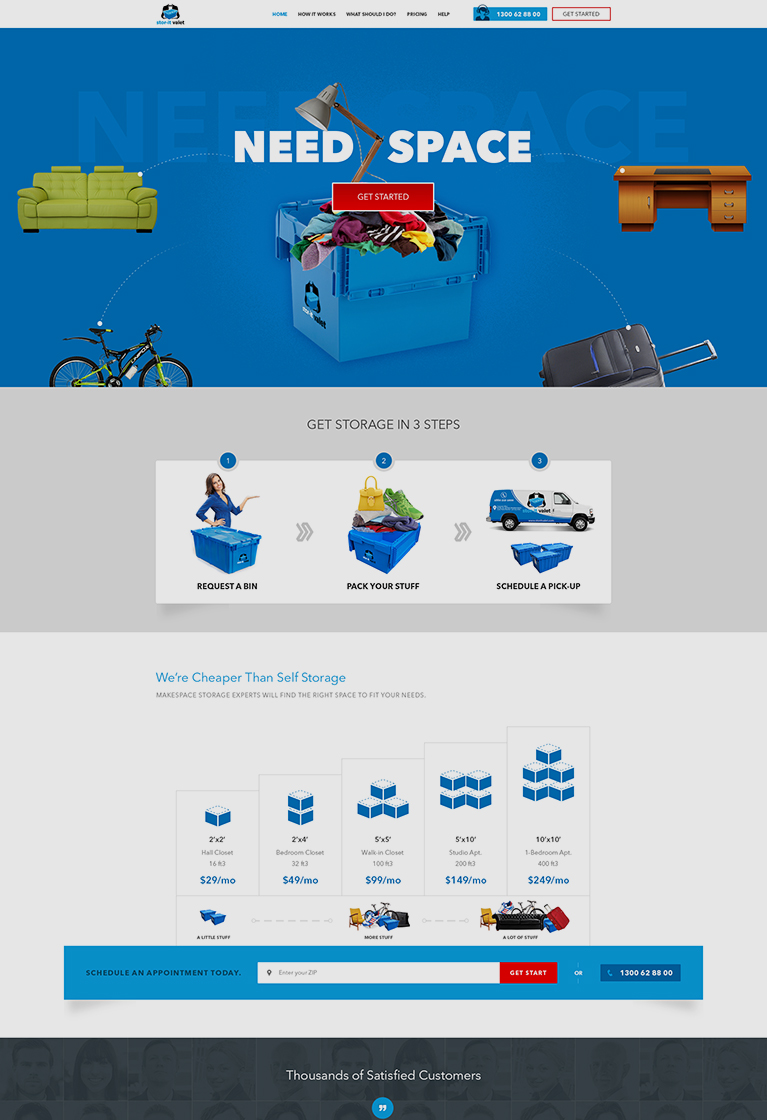 stor-it valet
HOME HOW IT WORKS WHAT SHOULD I DO? PRICING HELP
1300 62 88 00
GET STARTED
NEED SPACE
NEED SPACE
GET STARTED
stor-it valet
GET STORAGE IN 3 STEPS
1 2 3
REQUEST A BIN PACK YOUR STUFF SCHEDULE A PICK-UP
We're Cheaper Than Self Storage
MAKESPACE STORAGE EXPERTS WILL FIND THE RIGHT SPACE TO FIT YOUR NEEDS.
2'x2' 2'x4' 5'x5' 5'x10' 10'x10'
Hall Closet Bedroom Closet Walk-in Closet Studio Apt. 1-Bedroom Apt.
16 ft3 32 ft3 100 ft3 200 ft3 400 ft3
$29/mo $49/mo $99/mo $149/mo $249/mo
A LITTLE STUFF MORE STUFF A LOT OF STUFF
SCHEDULE AN APPOINTMENT TODAY. Enter your ZIP GET START OR 1300 62 88 00
Thousands of Satisfied Customers